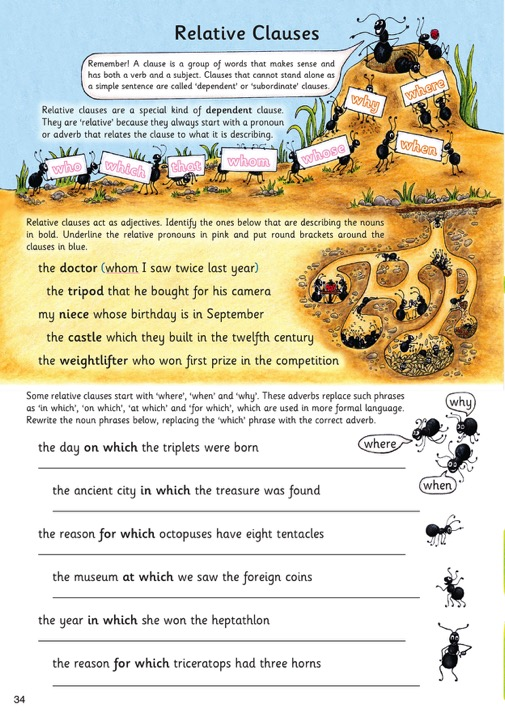 Relative Clauses
Remember! A clause is a group of words that makes sense and
has both a verb and a subject. Clauses that cannot stand alone as
a simple sentence are called 'dependent' or 'subordinate' clauses.
Relative clauses are a special kind of dependent clause.
They are 'relative' because they always start with a pronoun
or adverb that relates the clause to what it is describing.
why
where
when
who
which
that
whom
whose
Relative clauses act as adjectives. Identify the ones below that are describing the nouns
in bold. Underline the relative pronouns in pink and put round brackets around the
clauses in blue.
the doctor (whom I saw twice last year)
the tripod that he bought for his camera
my niece whose birthday is in September
the castle which they built in the twelfth century
the weightlifter who won first prize in the competition
Some relative clauses start with 'where', 'when' and 'why'. These adverbs replace such phrases
as 'in which', 'on which', 'at which' and 'for which', which are used in more formal language.
Rewrite the noun phrases below, replacing the 'which' phrase with the correct adverb.
why
where
when
the day on which the triplets were born
the ancient city in which the treasure was found
the reason for which octopuses have eight tentacles
the museum at which we saw the foreign coins
the year in which she won the heptathlon
the reason for which triceratops had three horns
34